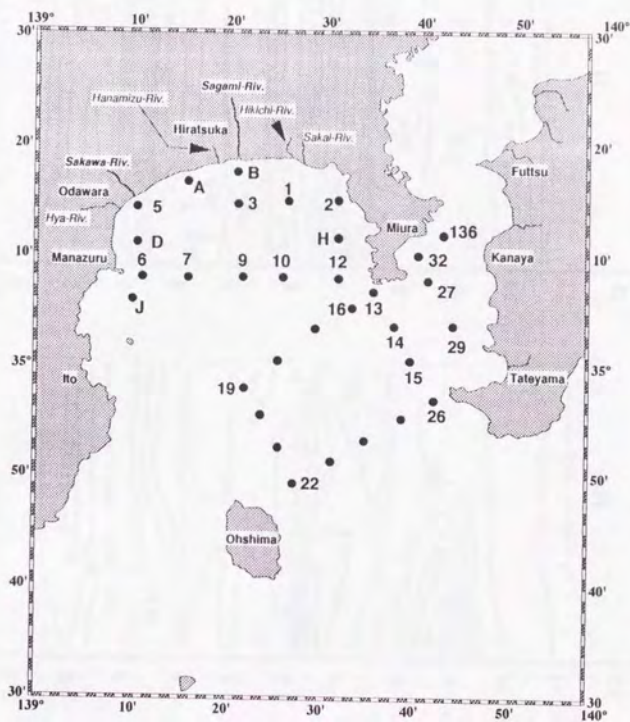 139° 10' 20' 30' 40' 50' 140°
30' 30'
Sagami-Riv.
Hanamizu-Riv. Hikichi-Riv.
Hiratsuka Sakai-Riv.
20' 20'
Sakawa-Riv.
Odawara
Hya-Riv.
Manazuru
A B
5 3 1 2
D H
Miura
Futtsu
136
Kanaya
10' 10'
6 7 9 10 12
32
27
J
16 13
14 29
35° 35°
15
Ito
Tateyama
19
26
50' 50'
22
Ohshima
40' 40'
30' 30'
139° 10' 20' 30' 40' 50' 140°